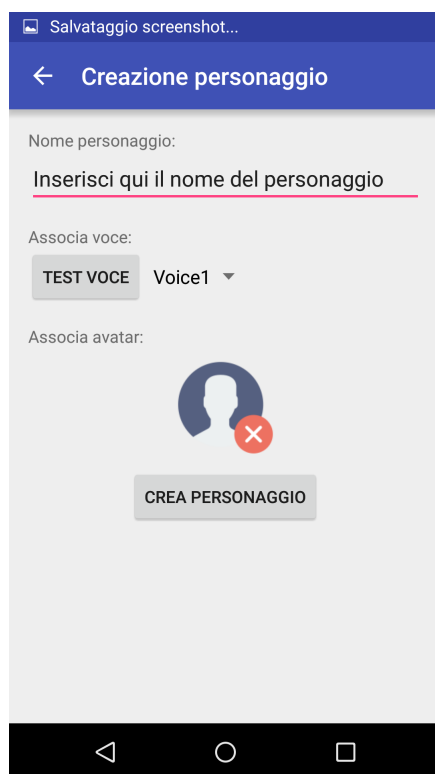 Salvataggio screenshot...
Creazione personaggio
Nome personaggio:
Inserisci qui il nome del personaggio
Associa voce:
TEST VOCE Voice1
Associa avatar:
CREA PERSONAGGIO